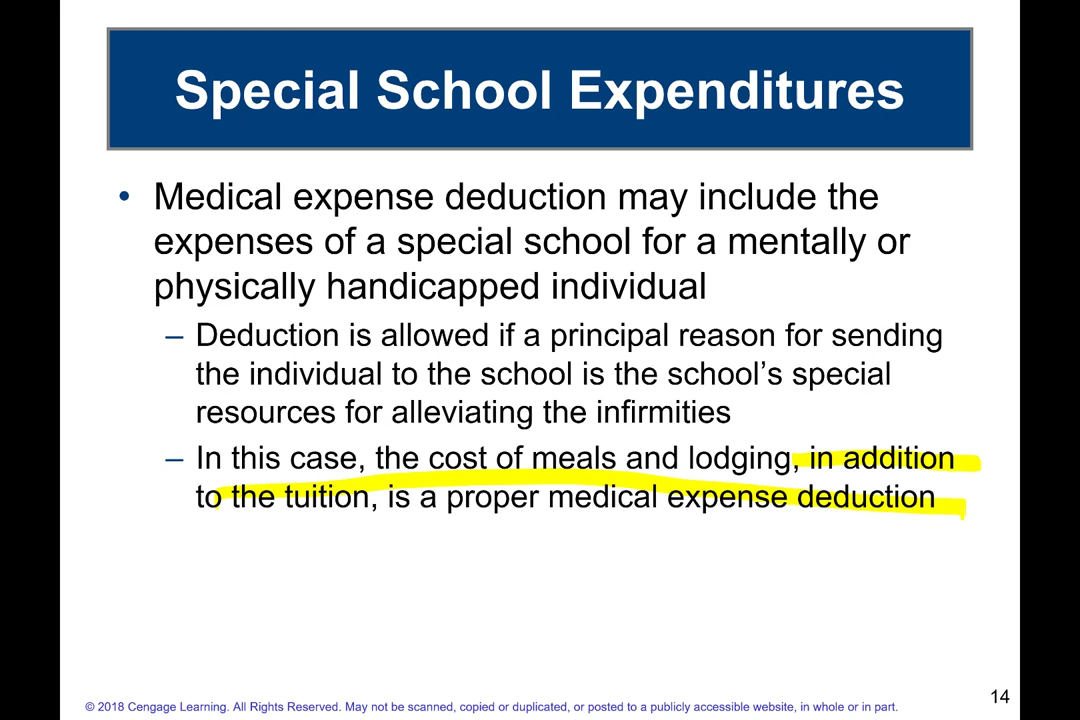 Special School Expenditures
• Medical expense deduction may include the
expenses of a special school for a mentally or
physically handicapped individual
– Deduction is allowed if a principal reason for sending
the individual to the school is the school’s special
resources for alleviating the infirmities
– In this case, the cost of meals and lodging, in addition
to the tuition, is a proper medical expense deduction
14
© 2018 Cengage Learning. All Rights Reserved. May not be scanned, copied or duplicated, or posted to a publicly accessible website, in whole or in part.